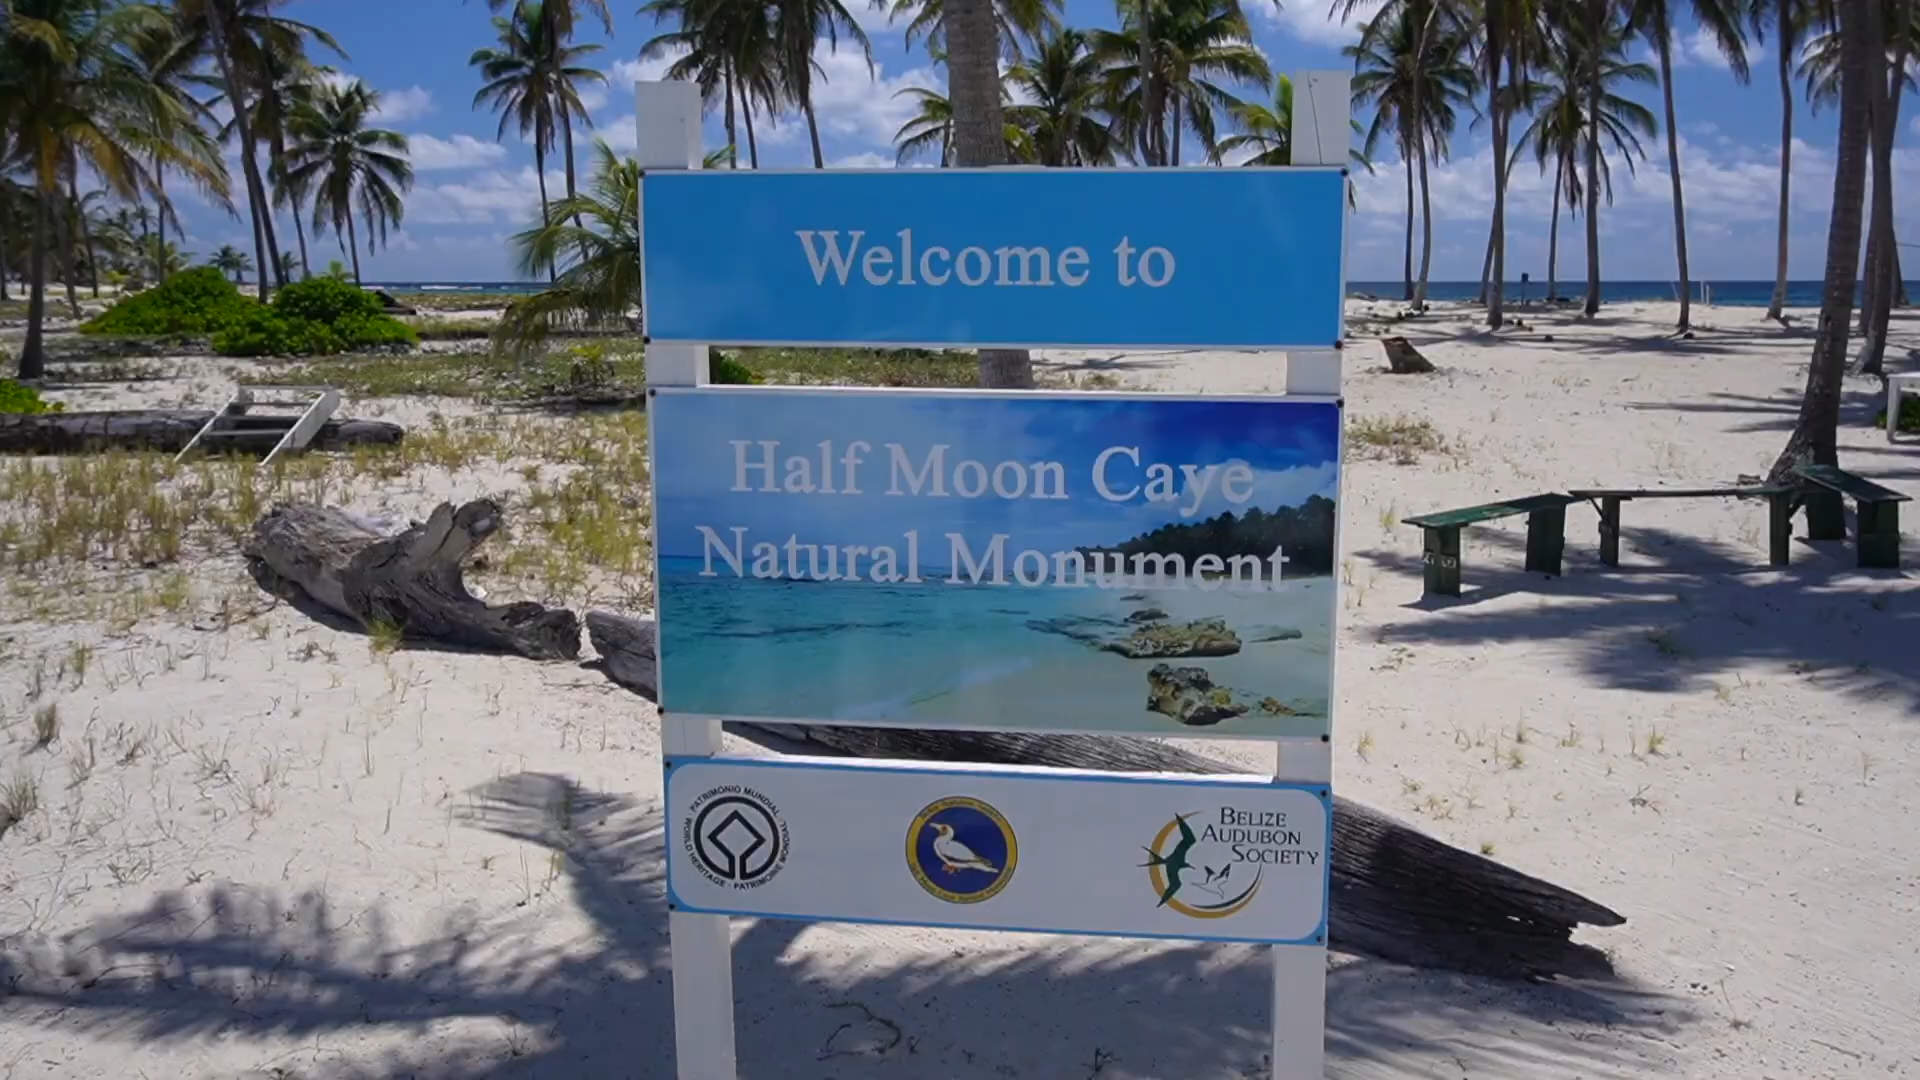 Welcome to
Half Moon Caye
Natural Monument
PATRIMONIO MUNDIAL · WORLD HERITAGE · PATRIMOINE MONDIAL ·
BELIZE
AUDUBON
SOCIETY